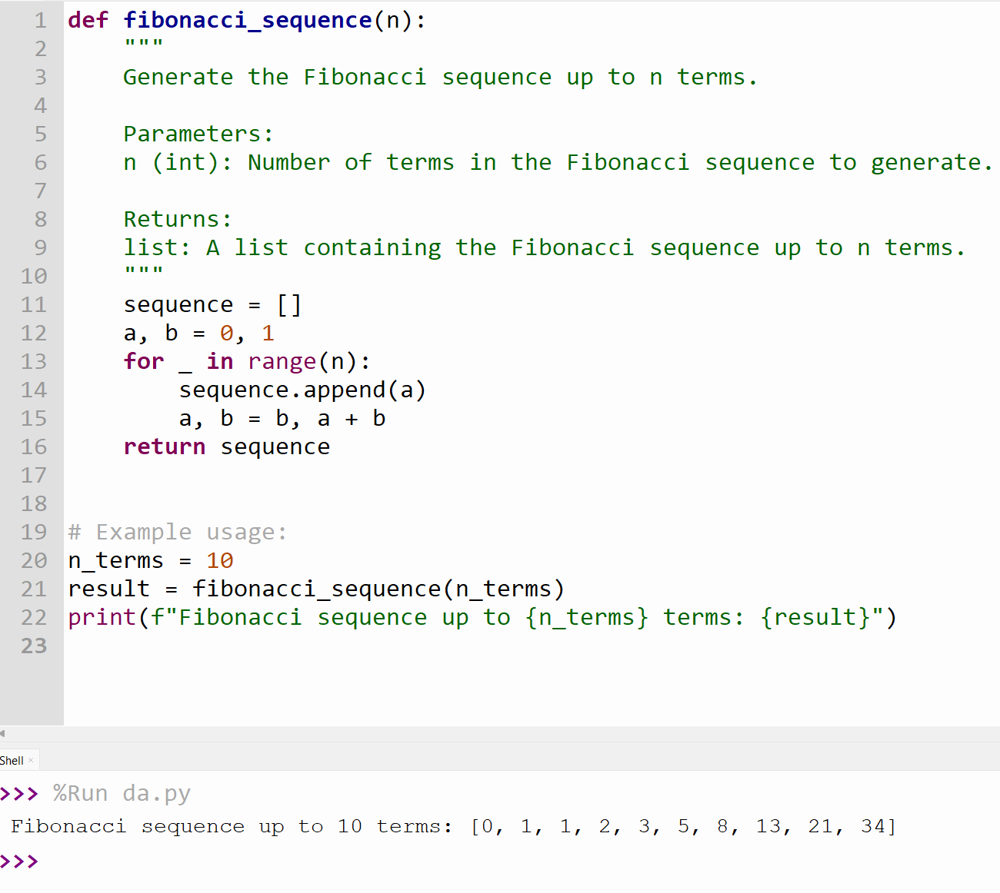 1 def fibonacci_sequence(n):
2     """
3     Generate the Fibonacci sequence up to n terms.
4
5     Parameters:
6     n (int): Number of terms in the Fibonacci sequence to generate.
7
8     Returns:
9     list: A list containing the Fibonacci sequence up to n terms.
10     """
11     sequence = []
12     a, b = 0, 1
13     for _ in range(n):
14         sequence.append(a)
15         a, b = b, a + b
16     return sequence
17
18
19 # Example usage:
20 n_terms = 10
21 result = fibonacci_sequence(n_terms)
22 print(f"Fibonacci sequence up to {n_terms} terms: {result}")
23
Shell ×
>>> %Run da.py
Fibonacci sequence up to 10 terms: [0, 1, 1, 2, 3, 5, 8, 13, 21, 34]
>>>